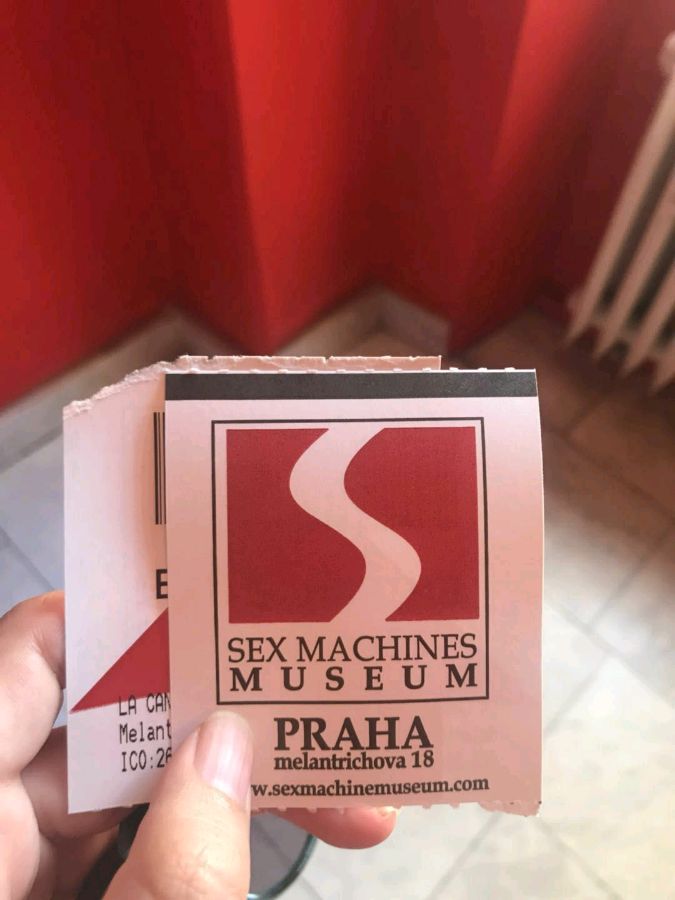 SEX MACHINES
MUSEUM
PRAHA
melantrichova 18
www.sexmachinemuseum.com